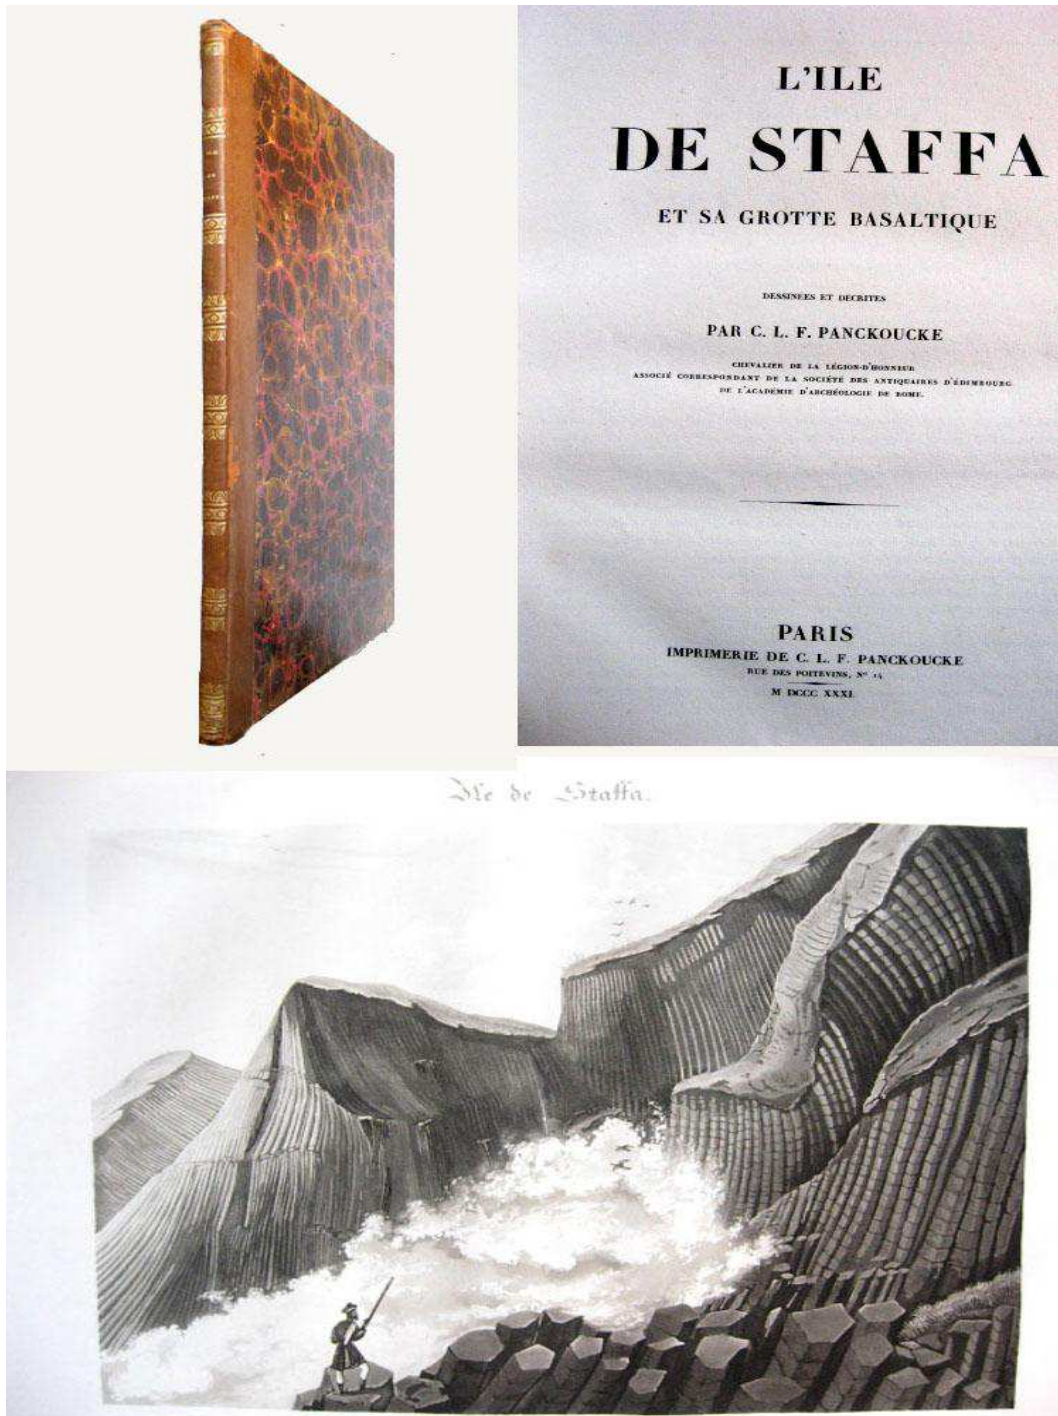 L'ILE
DE STAFFA
ET SA GROTTE BASALTIQUE
DESSINÉES ET DÉCRITES
PAR C. L. F. PANCKOUCKE
CHEVALIER DE LA LÉGION-D'HONNEUR
ASSOCIÉ CORRESPONDANT DE LA SOCIÉTÉ DES ANTIQUAIRES D'ÉDIMBOURG
DE L'ACADÉMIE D'ARCHÉOLOGIE DE ROME.
PARIS
IMPRIMERIE DE C. L. F. PANCKOUCKE
RUE DES POITEVINS, Nº 14
M DCCC XXXI.
Ile de Staffa.